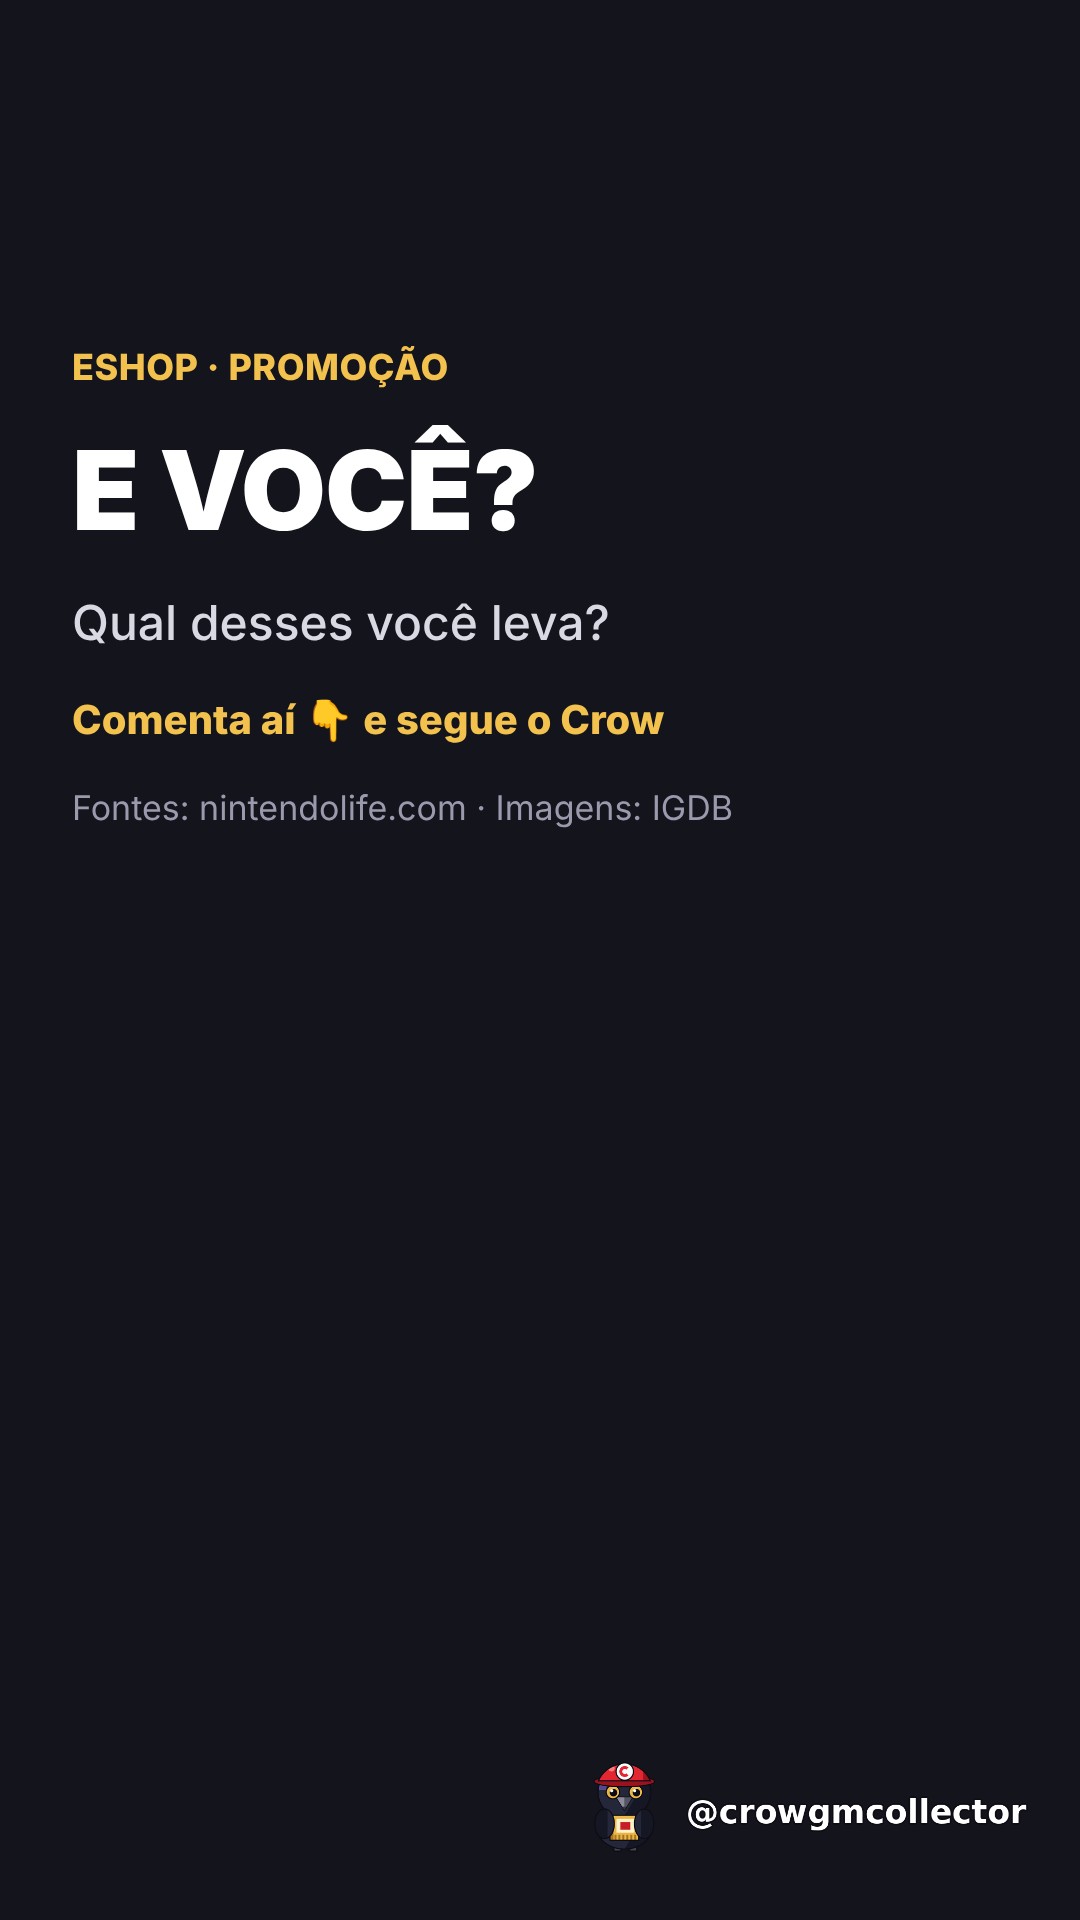 ESHOP · PROMOÇÃO
E VOCÊ?
Qual desses você leva?
Comenta aí 👇 e segue o Crow
Fontes: nintendolife.com · Imagens: IGDB
C
@crowgmcollector